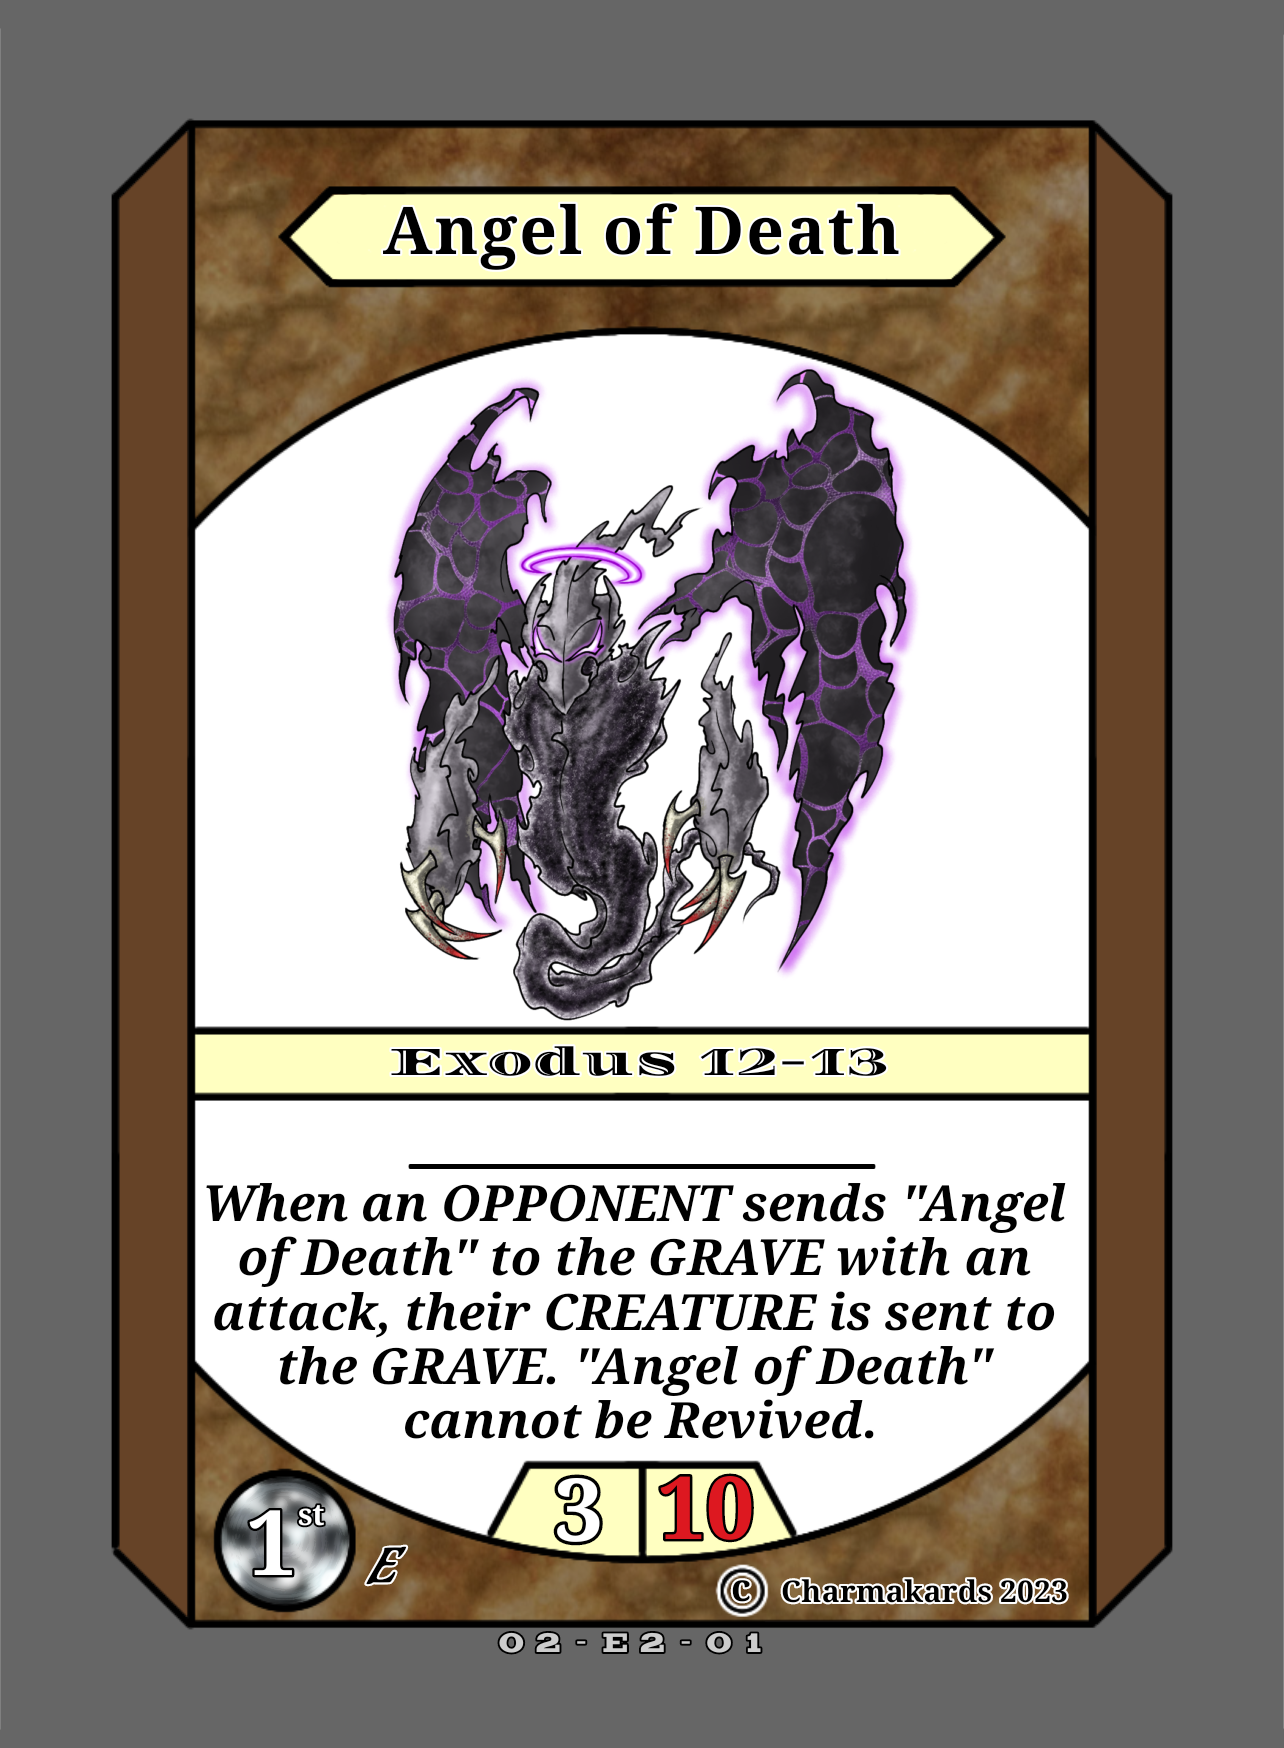 Angel of Death
Exodus 12-13
When an OPPONENT sends "Angel
of Death" to the GRAVE with an
attack, their CREATURE is sent to
the GRAVE. "Angel of Death"
cannot be Revived.
3 10
1st E
© Charmakards 2023
02-E2-01